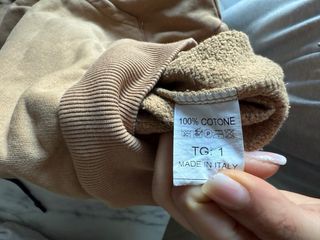 100% COTONE
TG: 1
MADE IN ITALY